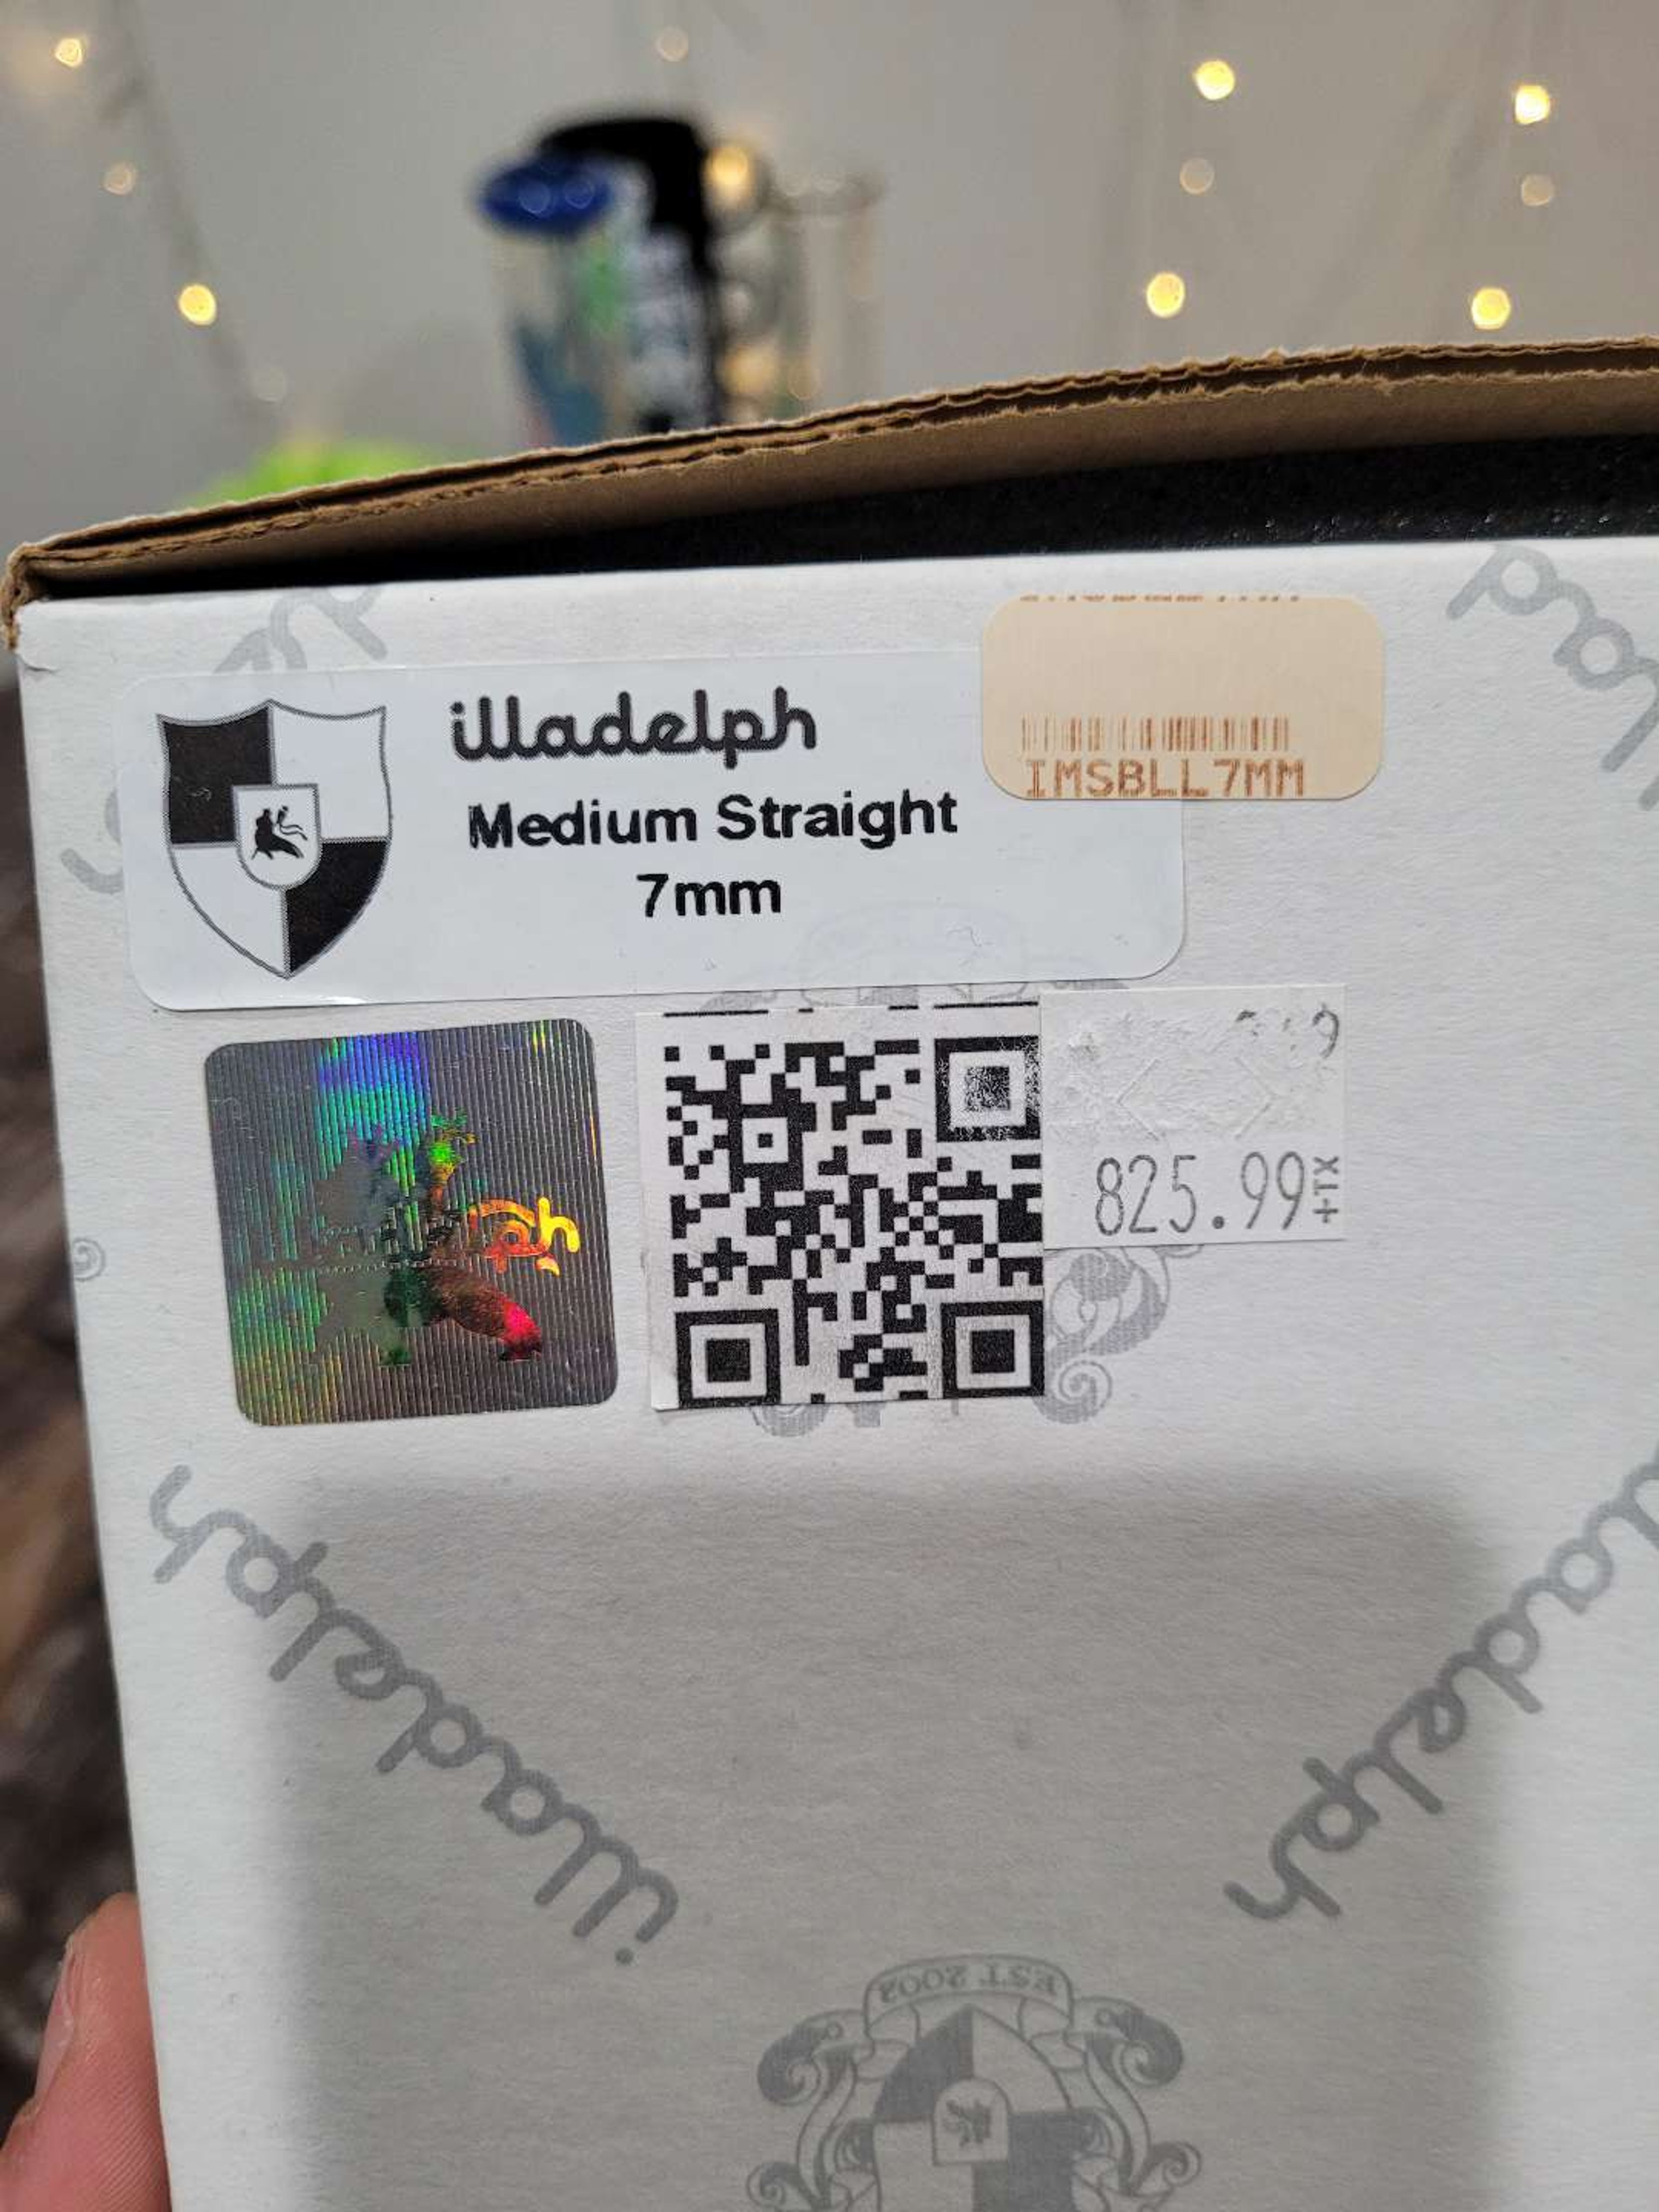 illadelph
Medium Straight
7mm
IMSBLL7MM
825.99+TX
illadelph
illadelph
EST 2002